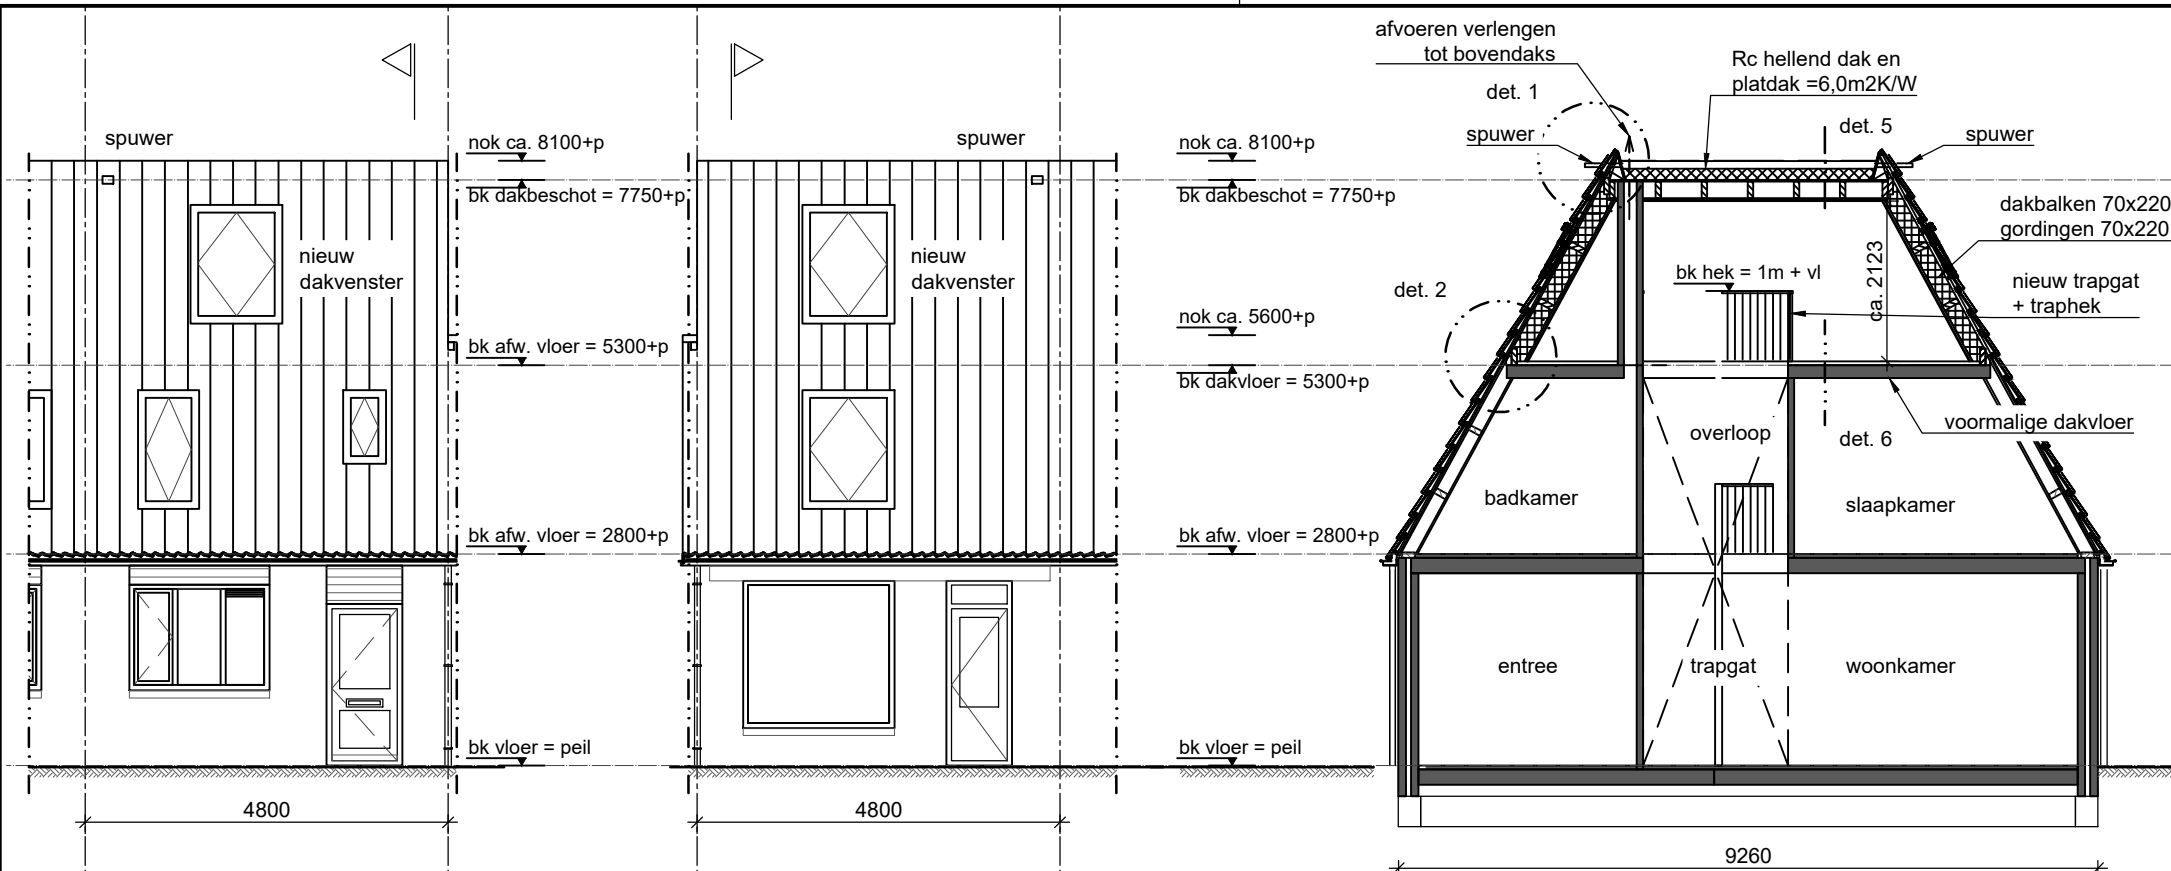 spuwer
nok ca. 8100+p
bk dakbeschot = 7750+p
nieuw
dakvenster
bk afw. vloer = 5300+p
bk afw. vloer = 2800+p
bk vloer = peil
4800
spuwer
nieuw
dakvenster
4800
nok ca. 8100+p
bk dakbeschot = 7750+p
nok ca. 5600+p
bk dakvloer = 5300+p
bk afw. vloer = 2800+p
bk vloer = peil
afvoeren verlengen
tot bovendaks
det. 1
spuwer
Rc hellend dak en
platdak =6,0m2K/W
det. 5
spuwer
dakbalken 70x220
gordingen 70x220
bk hek = 1m + vl
ca. 2123
nieuw trapgat
+ traphek
det. 2
voormalige dakvloer
overloop
det. 6
badkamer
slaapkamer
entree
trapgat
woonkamer
9260